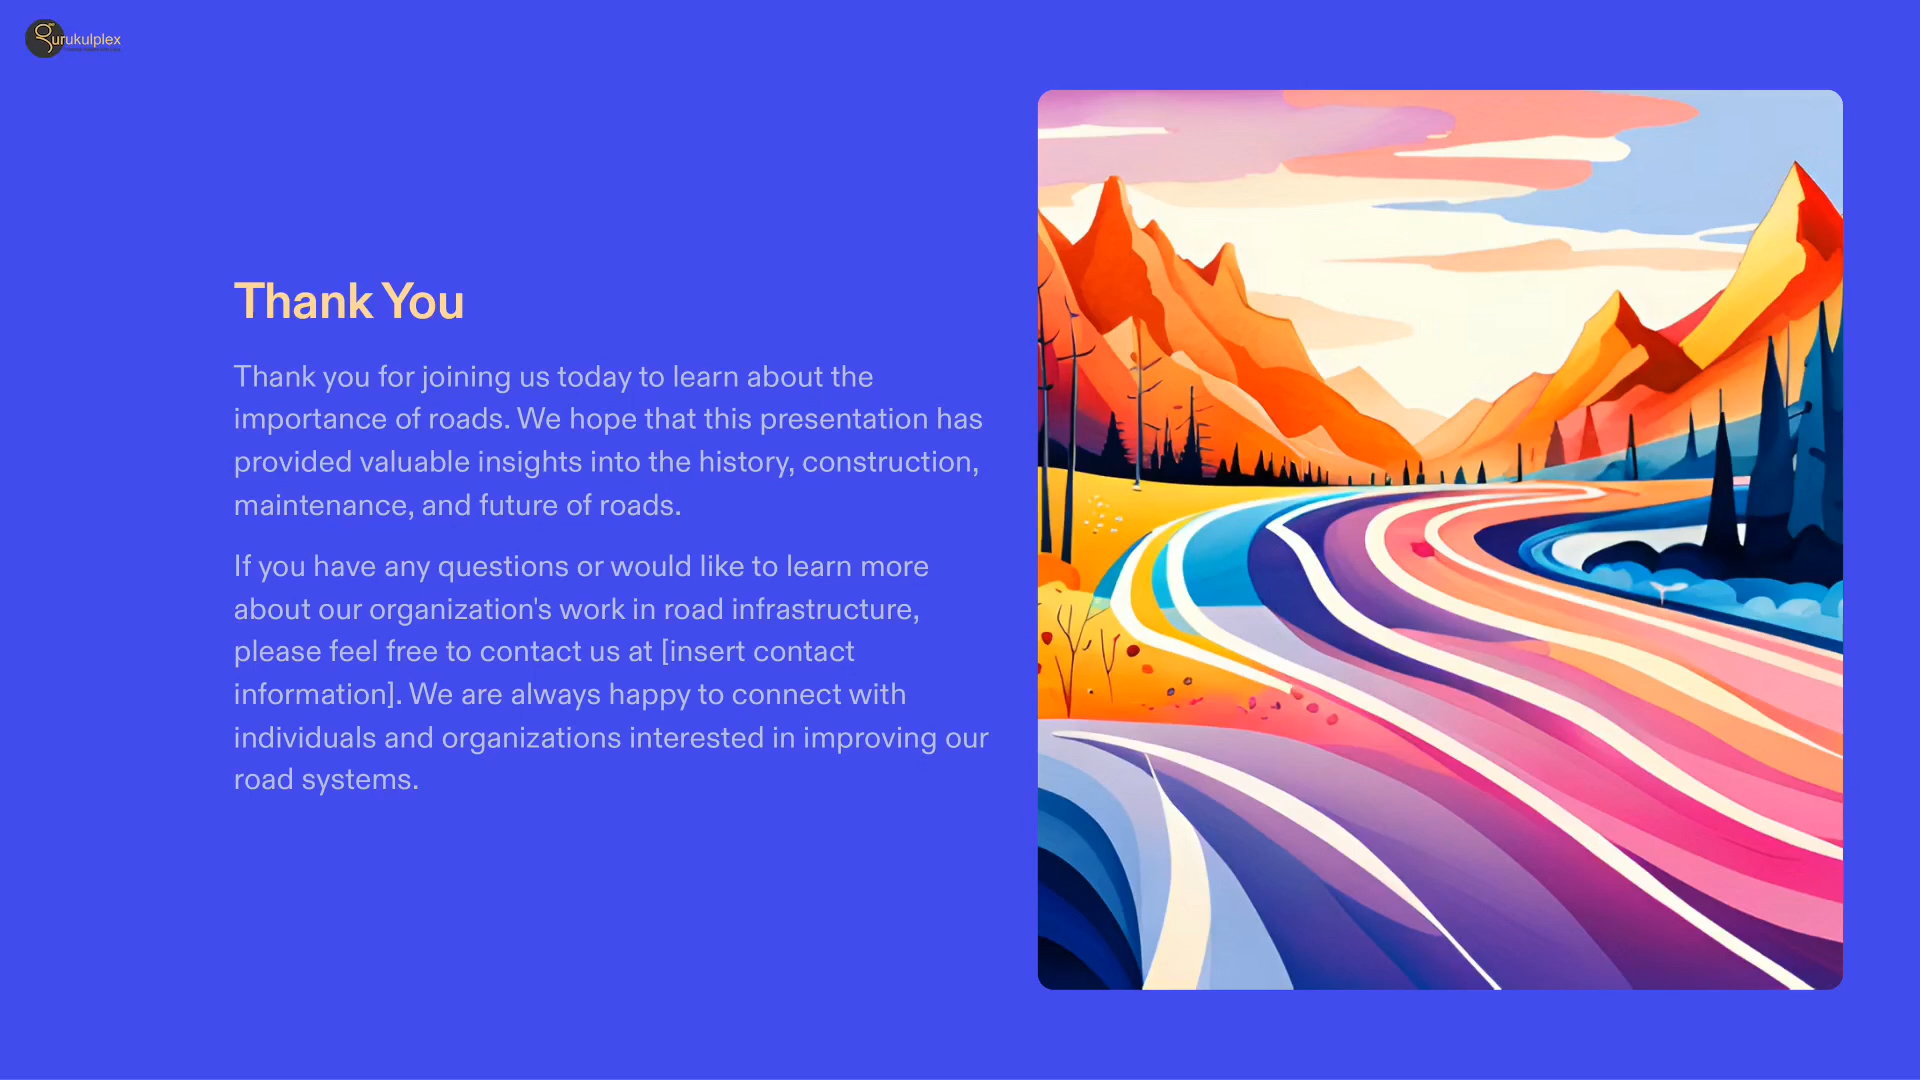 gurukulplex
Thank You
Thank you for joining us today to learn about the
importance of roads. We hope that this presentation has
provided valuable insights into the history, construction,
maintenance, and future of roads.
If you have any questions or would like to learn more
about our organization's work in road infrastructure,
please feel free to contact us at [insert contact
information]. We are always happy to connect with
individuals and organizations interested in improving our
road systems.